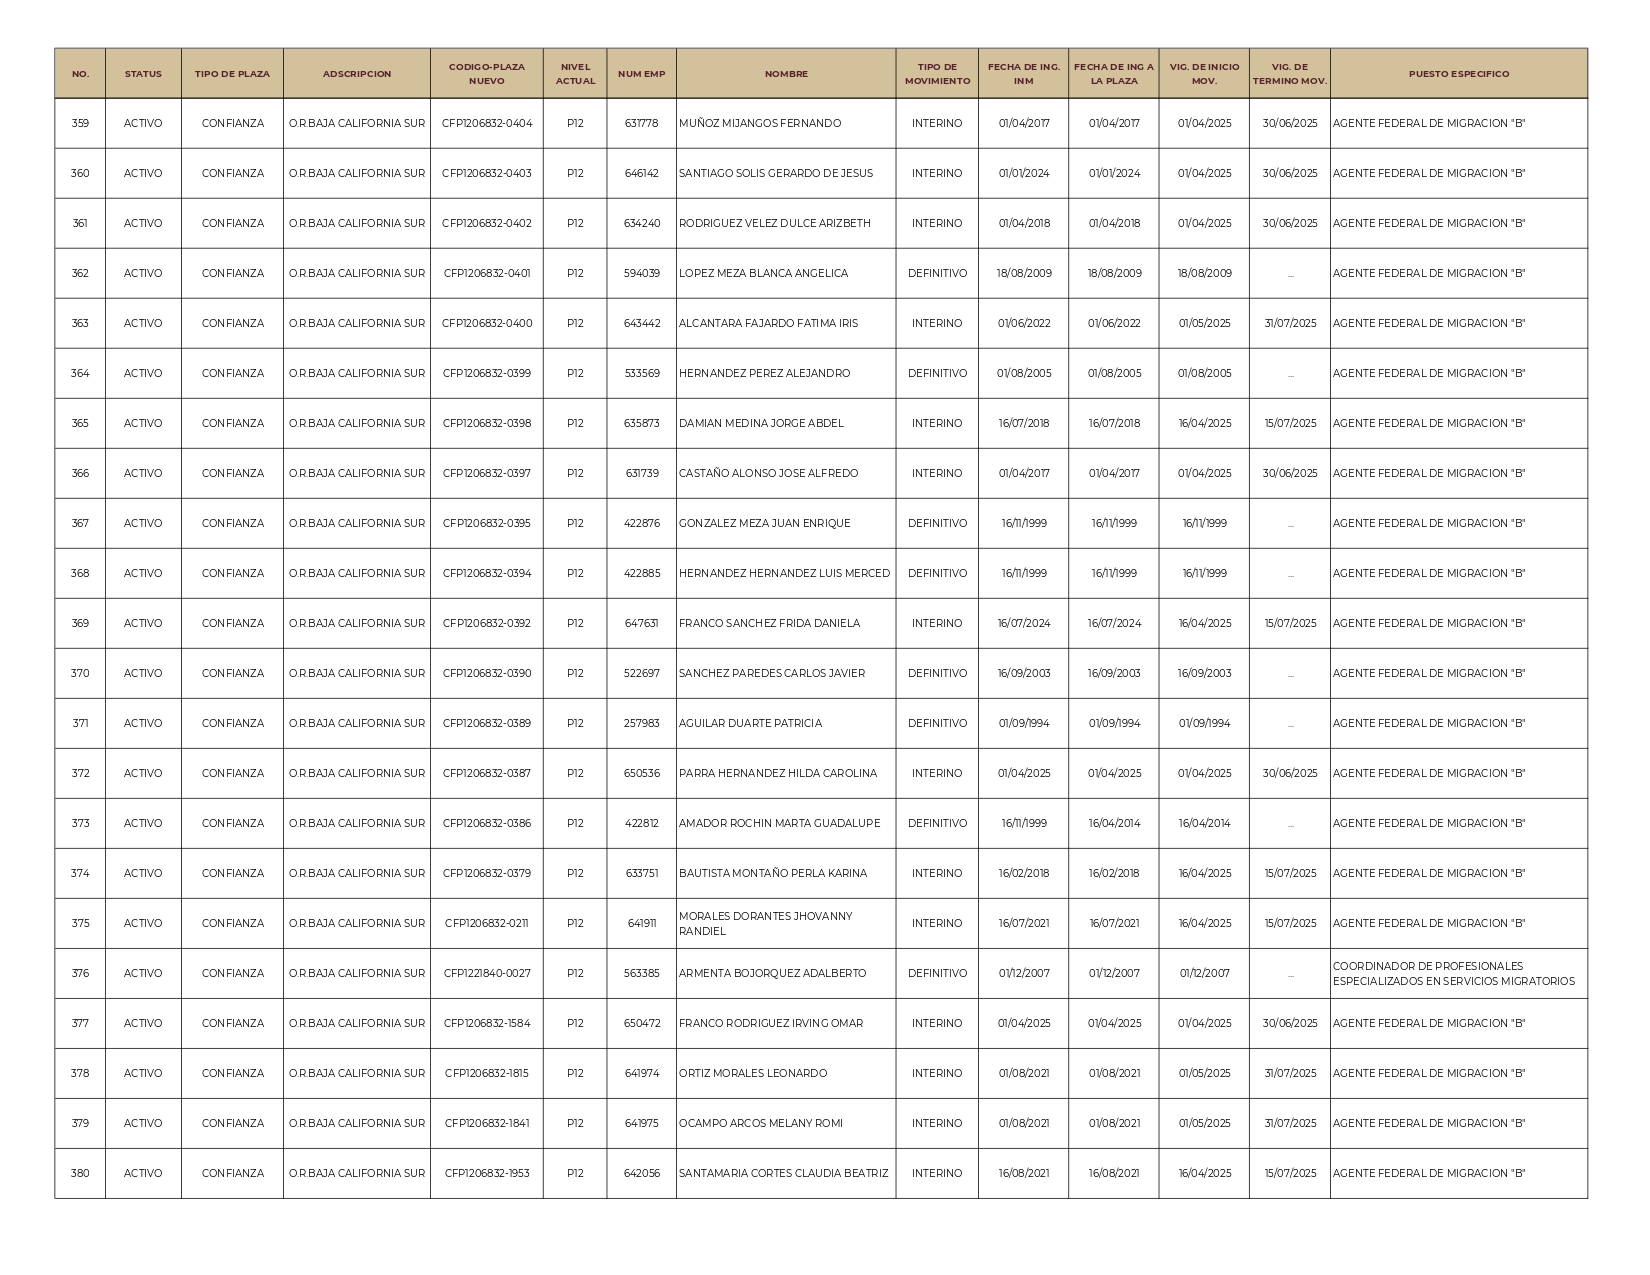 NO. STATUS TIPO DE PLAZA ADSCRIPCION CODIGO-PLAZA NUEVO NIVEL ACTUAL NUM EMP NOMBRE TIPO DE MOVIMIENTO FECHA DE ING. INM FECHA DE ING A LA PLAZA VIG. DE INICIO MOV. VIG. DE TERMINO MOV. PUESTO ESPECIFICO
359 ACTIVO CONFIANZA O.R.BAJA CALIFORNIA SUR CFP1206832-0404 P12 631778 MUÑOZ MIJANGOS FERNANDO INTERINO 01/04/2017 01/04/2017 01/04/2025 30/06/2025 AGENTE FEDERAL DE MIGRACION "B"
360 ACTIVO CONFIANZA O.R.BAJA CALIFORNIA SUR CFP1206832-0403 P12 646142 SANTIAGO SOLIS GERARDO DE JESUS INTERINO 01/01/2024 01/01/2024 01/04/2025 30/06/2025 AGENTE FEDERAL DE MIGRACION "B"
361 ACTIVO CONFIANZA O.R.BAJA CALIFORNIA SUR CFP1206832-0402 P12 634240 RODRIGUEZ VELEZ DULCE ARIZBETH INTERINO 01/04/2018 01/04/2018 01/04/2025 30/06/2025 AGENTE FEDERAL DE MIGRACION "B"
362 ACTIVO CONFIANZA O.R.BAJA CALIFORNIA SUR CFP1206832-0401 P12 594039 LOPEZ MEZA BLANCA ANGELICA DEFINITIVO 18/08/2009 18/08/2009 18/08/2009 ... AGENTE FEDERAL DE MIGRACION "B"
363 ACTIVO CONFIANZA O.R.BAJA CALIFORNIA SUR CFP1206832-0400 P12 643442 ALCANTARA FAJARDO FATIMA IRIS INTERINO 01/06/2022 01/06/2022 01/05/2025 31/07/2025 AGENTE FEDERAL DE MIGRACION "B"
364 ACTIVO CONFIANZA O.R.BAJA CALIFORNIA SUR CFP1206832-0399 P12 533569 HERNANDEZ PEREZ ALEJANDRO DEFINITIVO 01/08/2005 01/08/2005 01/08/2005 ... AGENTE FEDERAL DE MIGRACION "B"
365 ACTIVO CONFIANZA O.R.BAJA CALIFORNIA SUR CFP1206832-0398 P12 635873 DAMIAN MEDINA JORGE ABDEL INTERINO 16/07/2018 16/07/2018 16/04/2025 15/07/2025 AGENTE FEDERAL DE MIGRACION "B"
366 ACTIVO CONFIANZA O.R.BAJA CALIFORNIA SUR CFP1206832-0397 P12 631739 CASTAÑO ALONSO JOSE ALFREDO INTERINO 01/04/2017 01/04/2017 01/04/2025 30/06/2025 AGENTE FEDERAL DE MIGRACION "B"
367 ACTIVO CONFIANZA O.R.BAJA CALIFORNIA SUR CFP1206832-0395 P12 422876 GONZALEZ MEZA JUAN ENRIQUE DEFINITIVO 16/11/1999 16/11/1999 16/11/1999 ... AGENTE FEDERAL DE MIGRACION "B"
368 ACTIVO CONFIANZA O.R.BAJA CALIFORNIA SUR CFP1206832-0394 P12 422885 HERNANDEZ HERNANDEZ LUIS MERCED DEFINITIVO 16/11/1999 16/11/1999 16/11/1999 ... AGENTE FEDERAL DE MIGRACION "B"
369 ACTIVO CONFIANZA O.R.BAJA CALIFORNIA SUR CFP1206832-0392 P12 647631 FRANCO SANCHEZ FRIDA DANIELA INTERINO 16/07/2024 16/07/2024 16/04/2025 15/07/2025 AGENTE FEDERAL DE MIGRACION "B"
370 ACTIVO CONFIANZA O.R.BAJA CALIFORNIA SUR CFP1206832-0390 P12 522697 SANCHEZ PAREDES CARLOS JAVIER DEFINITIVO 16/09/2003 16/09/2003 16/09/2003 ... AGENTE FEDERAL DE MIGRACION "B"
371 ACTIVO CONFIANZA O.R.BAJA CALIFORNIA SUR CFP1206832-0389 P12 257983 AGUILAR DUARTE PATRICIA DEFINITIVO 01/09/1994 01/09/1994 01/09/1994 ... AGENTE FEDERAL DE MIGRACION "B"
372 ACTIVO CONFIANZA O.R.BAJA CALIFORNIA SUR CFP1206832-0387 P12 650536 PARRA HERNANDEZ HILDA CAROLINA INTERINO 01/04/2025 01/04/2025 01/04/2025 30/06/2025 AGENTE FEDERAL DE MIGRACION "B"
373 ACTIVO CONFIANZA O.R.BAJA CALIFORNIA SUR CFP1206832-0386 P12 422812 AMADOR ROCHIN MARTA GUADALUPE DEFINITIVO 16/11/1999 16/04/2014 16/04/2014 ... AGENTE FEDERAL DE MIGRACION "B"
374 ACTIVO CONFIANZA O.R.BAJA CALIFORNIA SUR CFP1206832-0379 P12 633751 BAUTISTA MONTAÑO PERLA KARINA INTERINO 16/02/2018 16/02/2018 16/04/2025 15/07/2025 AGENTE FEDERAL DE MIGRACION "B"
375 ACTIVO CONFIANZA O.R.BAJA CALIFORNIA SUR CFP1206832-0211 P12 641911 MORALES DORANTES JHOVANNY RANDIEL INTERINO 16/07/2021 16/07/2021 16/04/2025 15/07/2025 AGENTE FEDERAL DE MIGRACION "B"
376 ACTIVO CONFIANZA O.R.BAJA CALIFORNIA SUR CFP1221840-0027 P12 563385 ARMENTA BOJORQUEZ ADALBERTO DEFINITIVO 01/12/2007 01/12/2007 01/12/2007 ... COORDINADOR DE PROFESIONALES ESPECIALIZADOS EN SERVICIOS MIGRATORIOS
377 ACTIVO CONFIANZA O.R.BAJA CALIFORNIA SUR CFP1206832-1584 P12 650472 FRANCO RODRIGUEZ IRVING OMAR INTERINO 01/04/2025 01/04/2025 01/04/2025 30/06/2025 AGENTE FEDERAL DE MIGRACION "B"
378 ACTIVO CONFIANZA O.R.BAJA CALIFORNIA SUR CFP1206832-1815 P12 641974 ORTIZ MORALES LEONARDO INTERINO 01/08/2021 01/08/2021 01/05/2025 31/07/2025 AGENTE FEDERAL DE MIGRACION "B"
379 ACTIVO CONFIANZA O.R.BAJA CALIFORNIA SUR CFP1206832-1841 P12 641975 OCAMPO ARCOS MELANY ROMI INTERINO 01/08/2021 01/08/2021 01/05/2025 31/07/2025 AGENTE FEDERAL DE MIGRACION "B"
380 ACTIVO CONFIANZA O.R.BAJA CALIFORNIA SUR CFP1206832-1953 P12 642056 SANTAMARIA CORTES CLAUDIA BEATRIZ INTERINO 16/08/2021 16/08/2021 16/04/2025 15/07/2025 AGENTE FEDERAL DE MIGRACION "B"